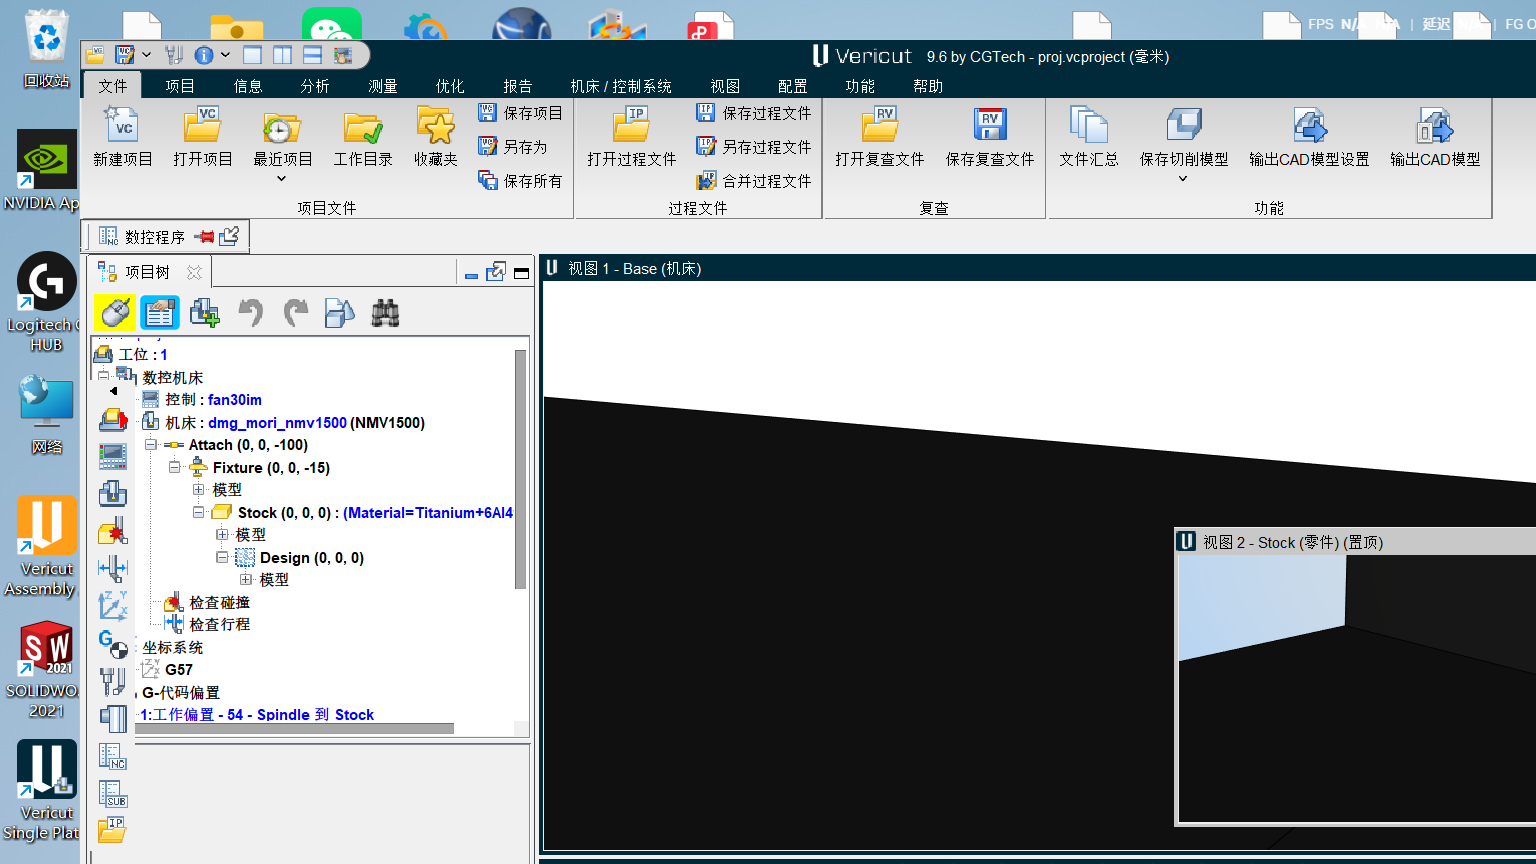 FPS N/A N/A | 延迟 N/A | FG O
回收站
NVIDIA Ap
Logitech G
HUB
网络
Vericut
Assembly
SOLIDWO
2021
Vericut
Single Plat
Vericut 9.6 by CGTech - proj.vcproject (毫米)
文件 项目 信息 分析 测量 优化 报告 机床 / 控制系统 视图 配置 功能 帮助
新建项目 打开项目 最近项目 工作目录 收藏夹
保存项目
另存为
保存所有
项目文件
打开过程文件
保存过程文件
另存过程文件
合并过程文件
过程文件
打开复查文件 保存复查文件
复查
文件汇总 保存切削模型 输出CAD模型设置 输出CAD模型
功能
数控程序
项目树
工位 : 1
数控机床
控制 : fan30im
机床 : dmg_mori_nmv1500 (NMV1500)
Attach (0, 0, -100)
Fixture (0, 0, -15)
模型
Stock (0, 0, 0) : (Material=Titanium+6Al4
模型
Design (0, 0, 0)
模型
检查碰撞
检查行程
坐标系统
G57
G-代码偏置
1:工作偏置 - 54 - Spindle 到 Stock
视图 1 - Base (机床)
视图 2 - Stock (零件) (置顶)